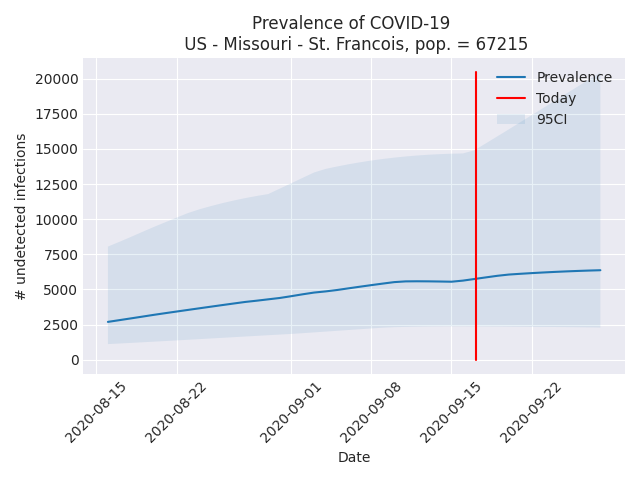 Prevalence of COVID-19
US - Missouri - St. Francois, pop. = 67215
Prevalence
Today
95CI
20000
17500
15000
12500
10000
7500
5000
2500
0
# undetected infections
2020-08-15
2020-08-22
2020-09-01
2020-09-08
2020-09-15
2020-09-22
Date